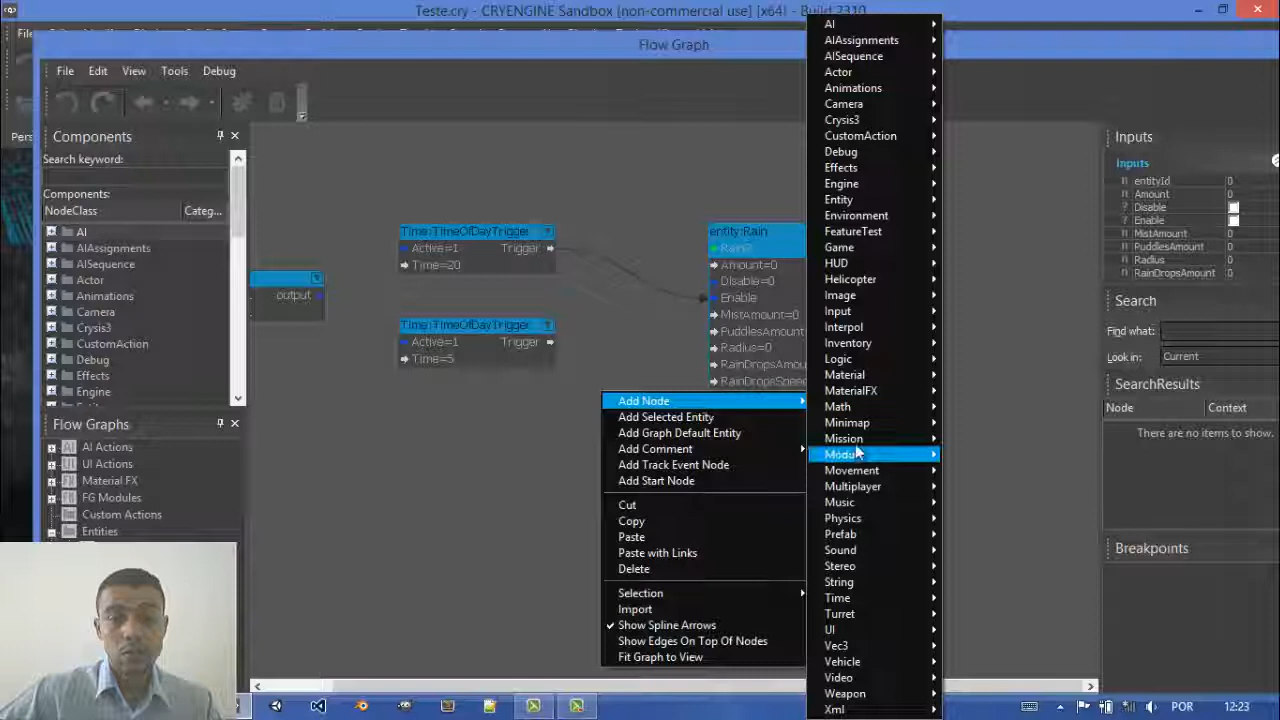 Teste.cry - CRYENGINE Sandbox [non-commercial use] [x64] - Build 2310
Flow Graph
File Edit View Tools Debug
Components
Search keyword:
Components:
NodeClass Categ...
AI
AIAssignments
AISequence
Actor
Animations
Camera
Crysis3
CustomAction
Debug
Effects
Engine
Flow Graphs
AI Actions
UI Actions
Material FX
FG Modules
Custom Actions
Entities
output
Time:TimeOfDayTrigger
Active=1 Trigger
Time=20
Time:TimeOfDayTrigger
Active=1 Trigger
Time=5
entity:Rain
Amount=0
Disable=0
Enable
MistAmount=0
PuddlesAmount
Radius=0
RainDropsAmou
RainDropsSpee
Add Node
Add Selected Entity
Add Graph Default Entity
Add Comment
Add Track Event Node
Add Start Node
Cut
Copy
Paste
Paste with Links
Delete
Selection
Import
Show Spline Arrows
Show Edges On Top Of Nodes
Fit Graph to View
AI
AIAssignments
AISequence
Actor
Animations
Camera
Crysis3
CustomAction
Debug
Effects
Engine
Entity
Environment
FeatureTest
Game
HUD
Helicopter
Image
Input
Interpol
Inventory
Logic
Material
MaterialFX
Math
Minimap
Mission
Modu
Movement
Multiplayer
Music
Physics
Prefab
Sound
Stereo
String
Time
Turret
UI
Vec3
Vehicle
Video
Weapon
Xml
Inputs
Inputs
entityId 0
Amount 0
Disable
Enable
MistAmount 0
PuddlesAmount 0
Radius 0
RainDropsAmount 0
Search
Find what:
Look in: Current
SearchResults
Node Context
There are no items to show.
Breakpoints
POR 12:23